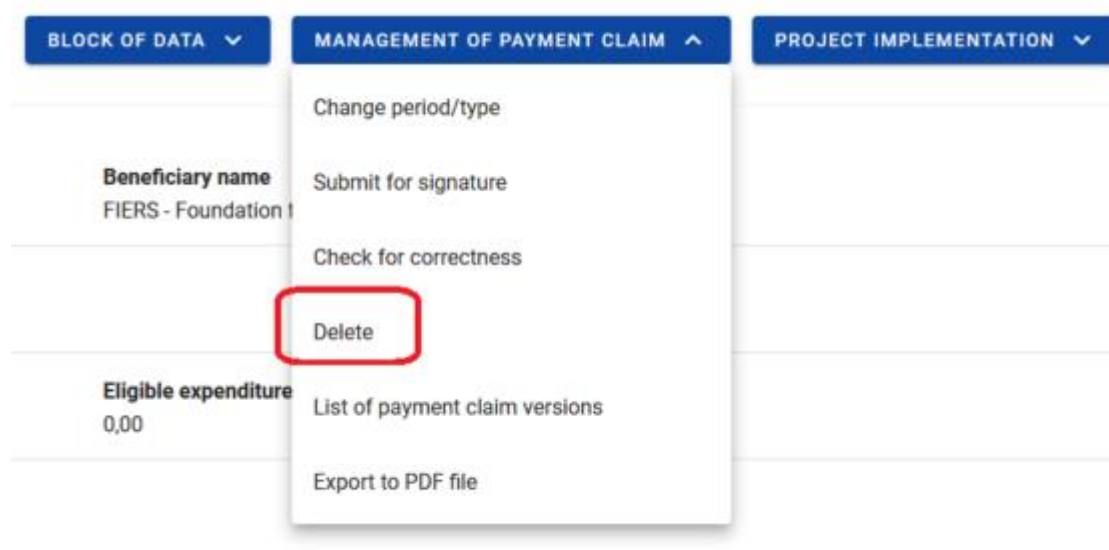 BLOCK OF DATA
MANAGEMENT OF PAYMENT CLAIM
PROJECT IMPLEMENTATION
Change period/type
Beneficiary name
FIERS - Foundation
Submit for signature
Check for correctness
Delete
Eligible expenditure
0,00
List of payment claim versions
Export to PDF file